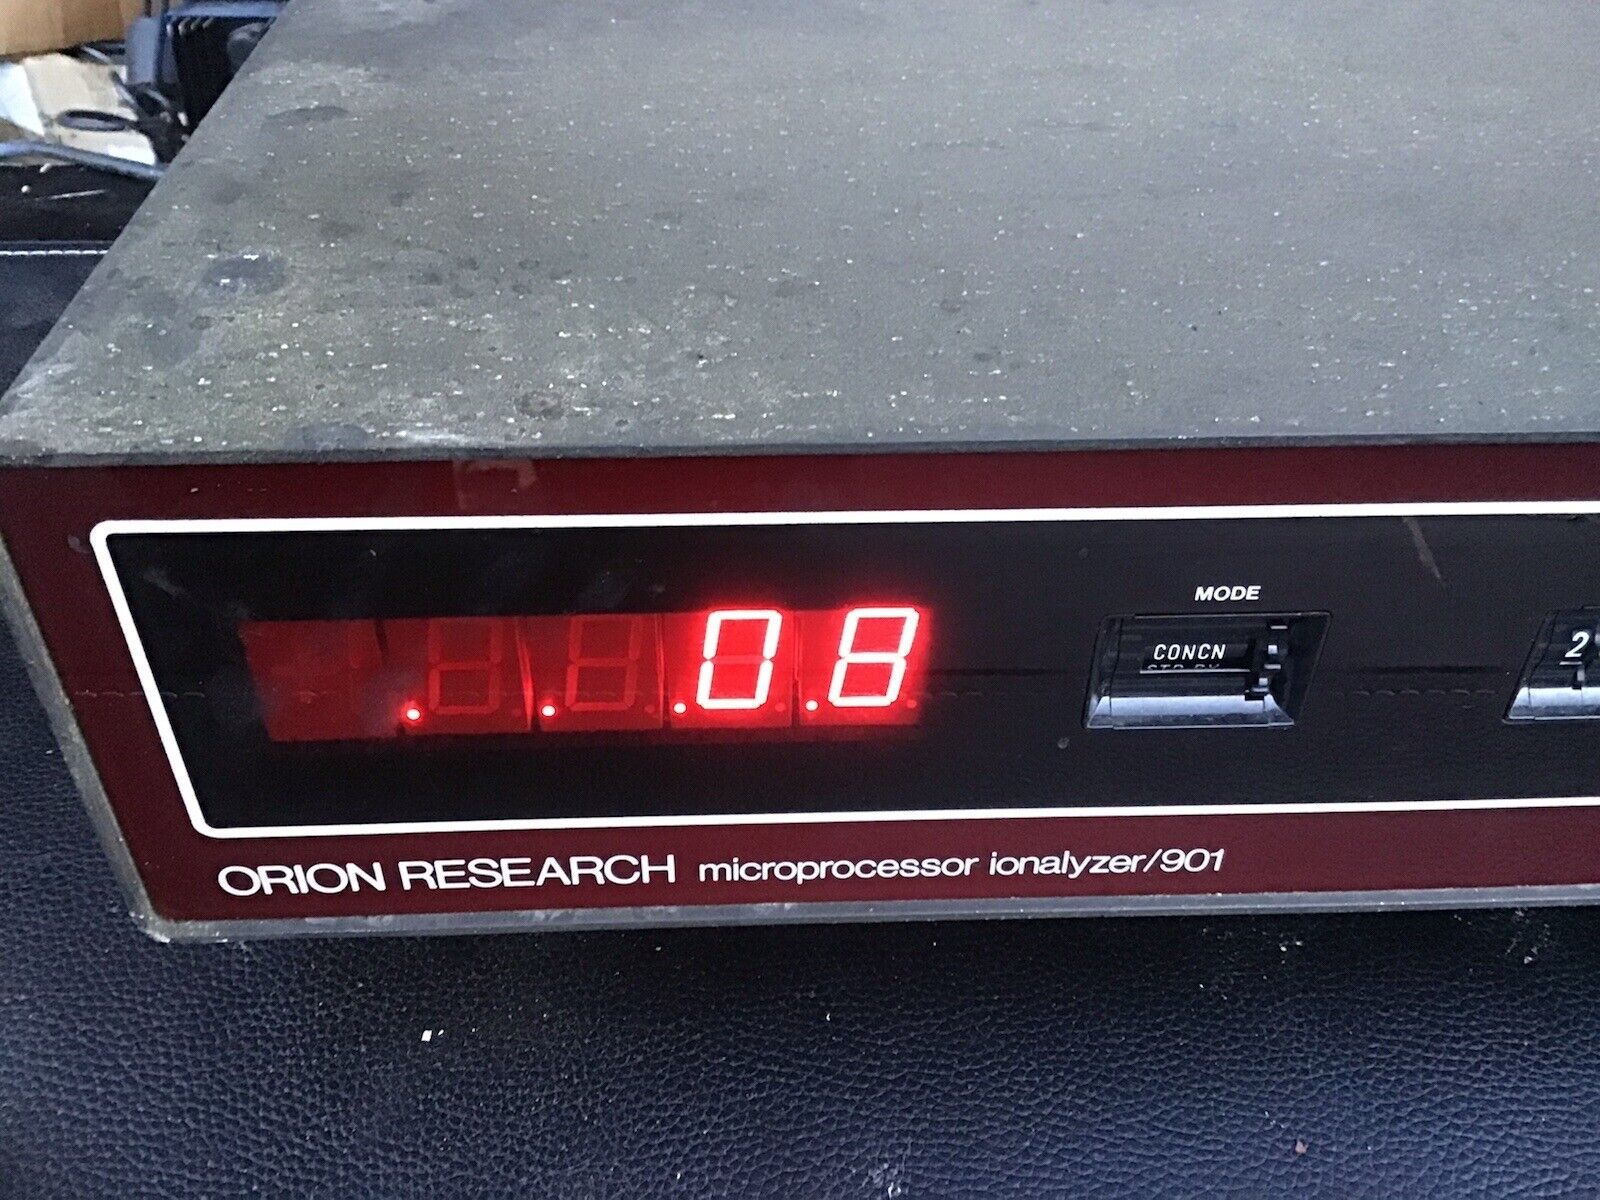 ....08
MODE
CONCN
2
ORION RESEARCH microprocessor ionalyzer/901